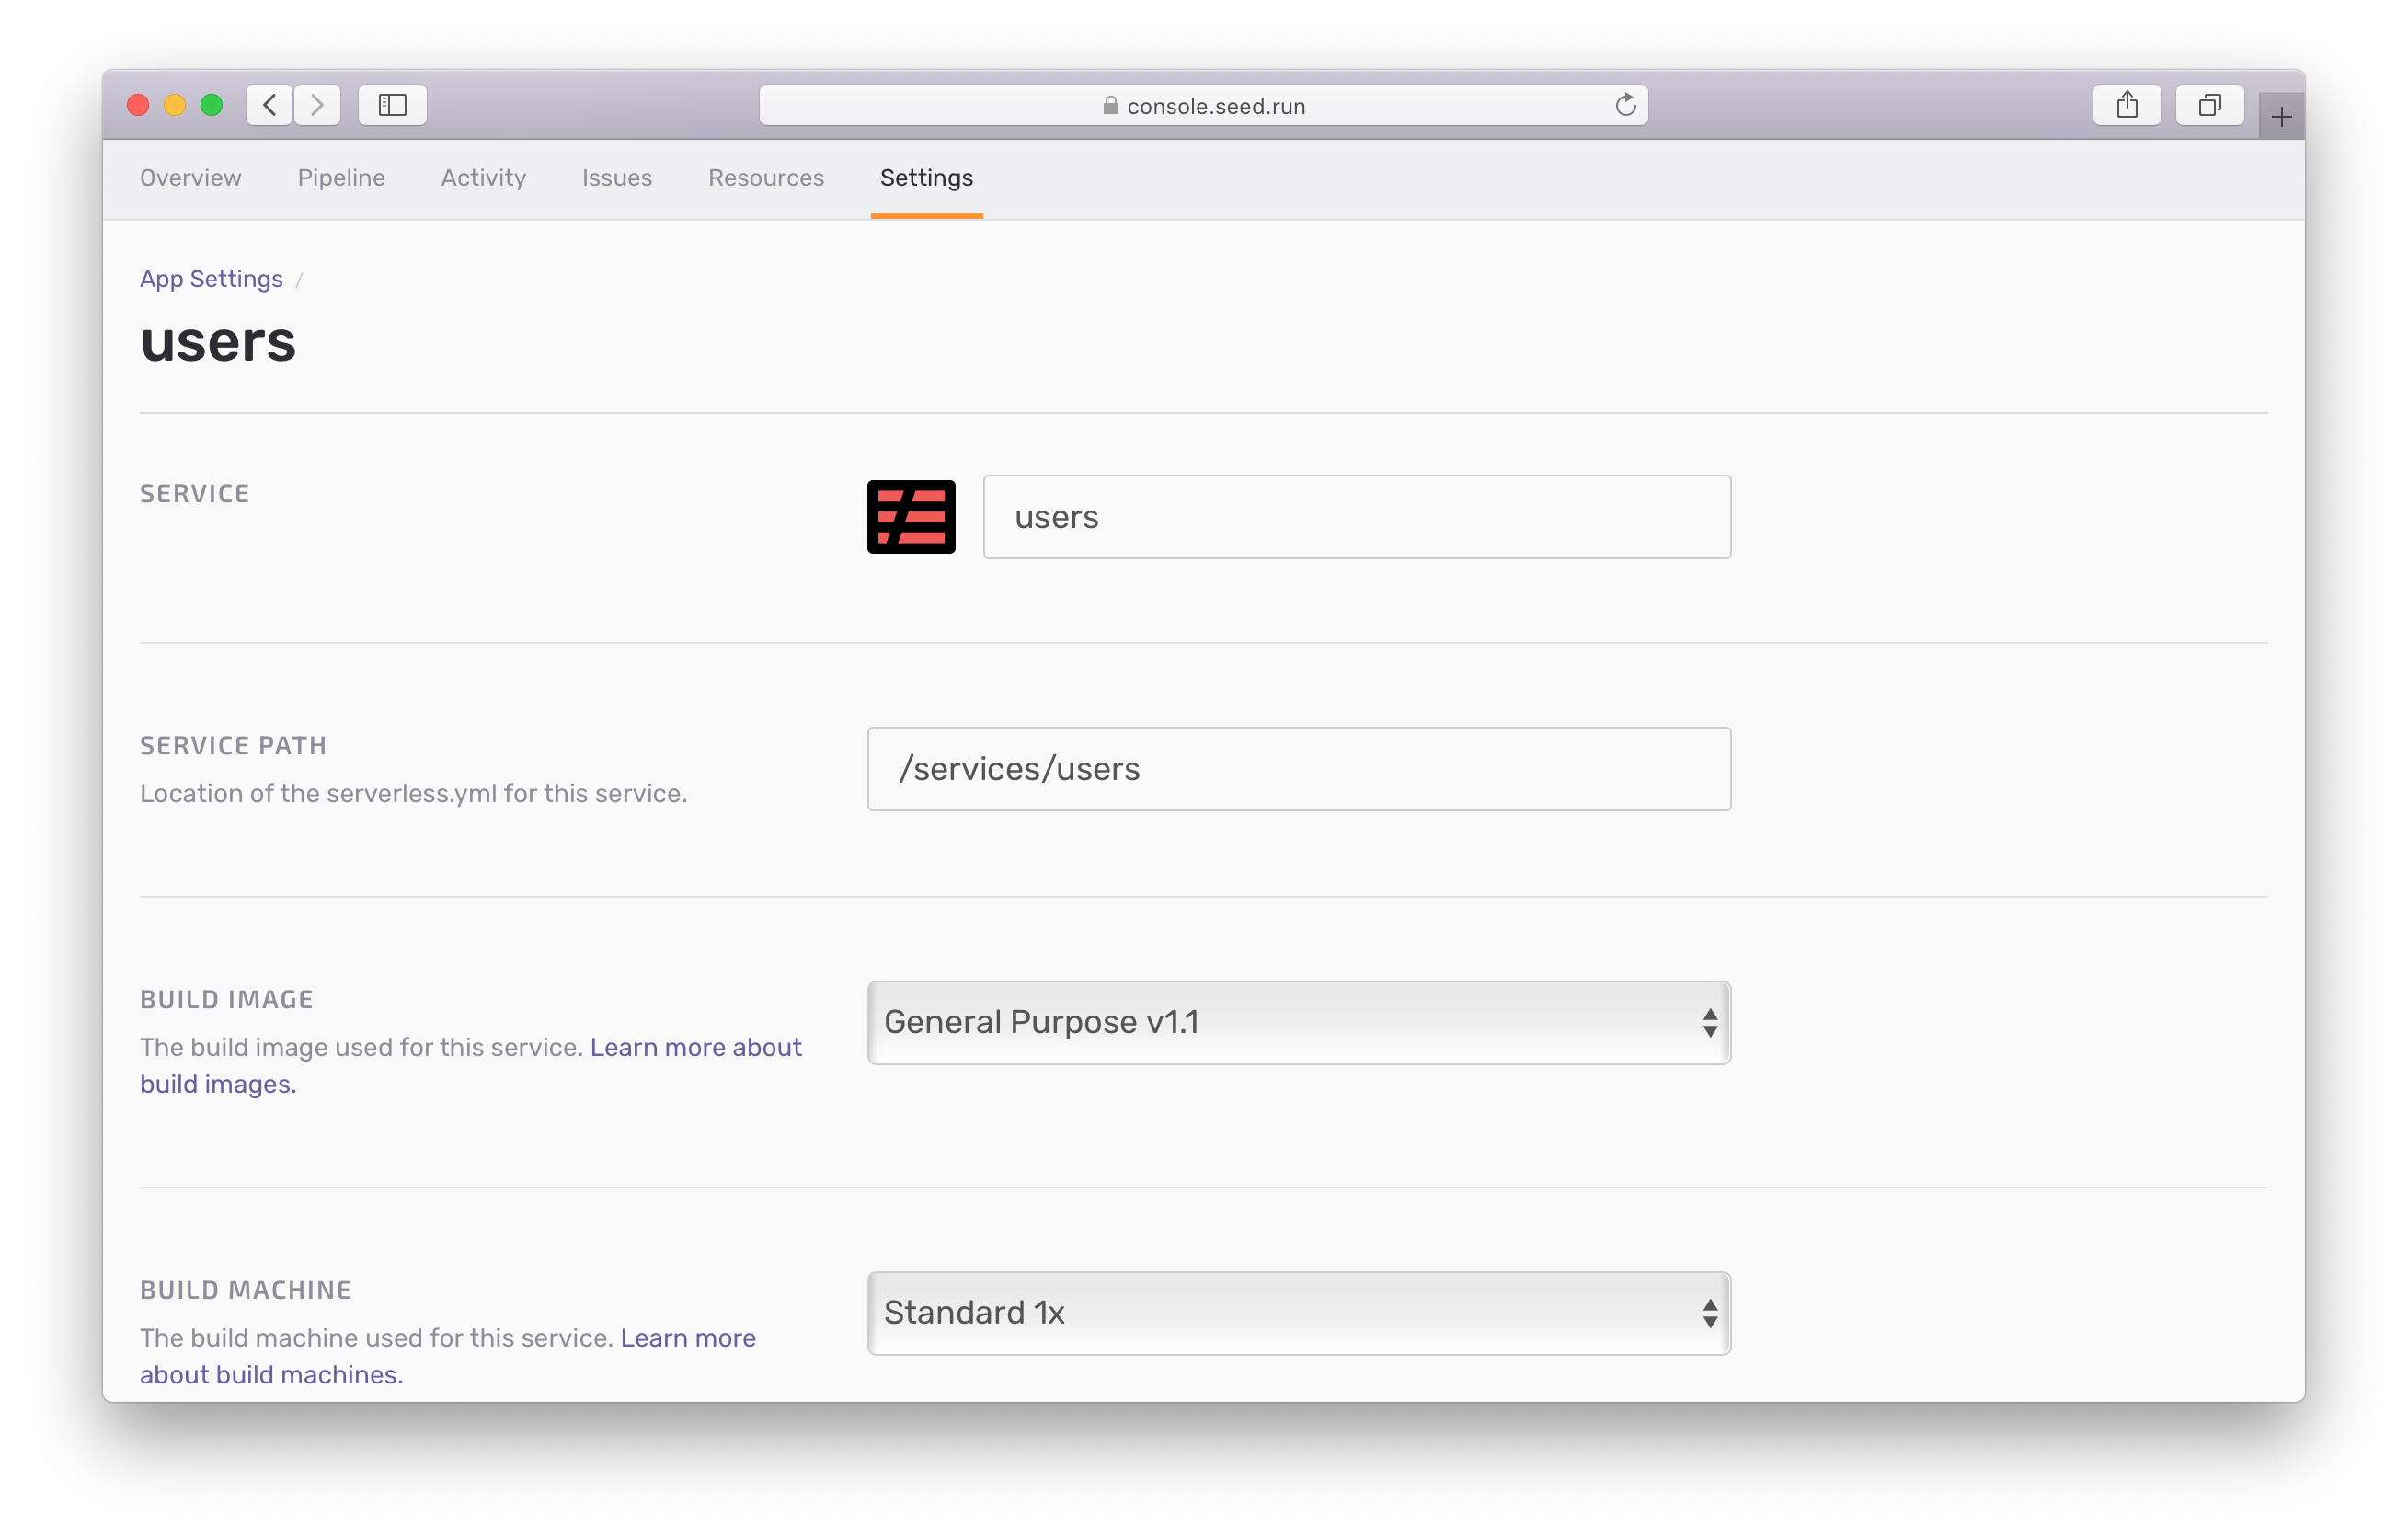 console.seed.run
Overview Pipeline Activity Issues Resources Settings
App Settings /
users
SERVICE
users
SERVICE PATH
Location of the serverless.yml for this service.
/services/users
BUILD IMAGE
The build image used for this service. Learn more about
build images.
General Purpose v1.1
BUILD MACHINE
The build machine used for this service. Learn more
about build machines.
Standard 1x